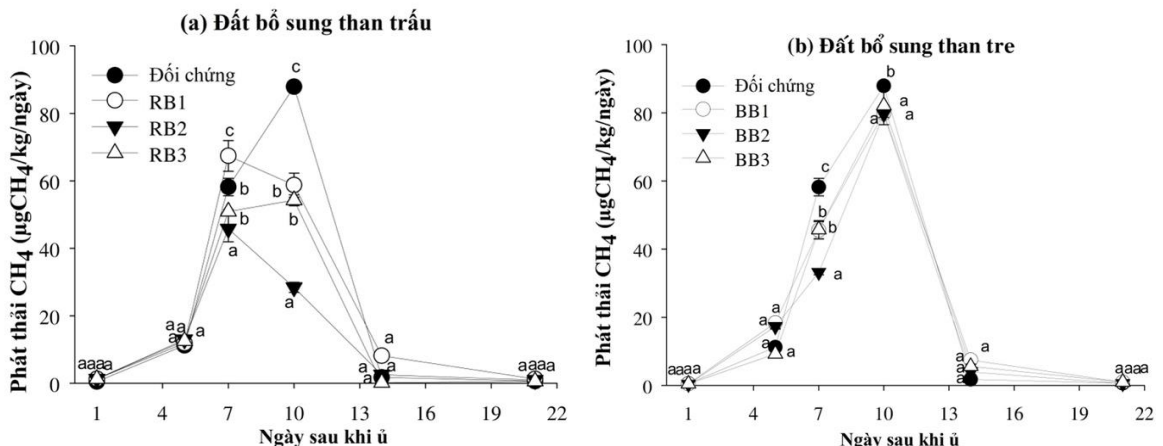 (a) Đất bổ sung than trấu
Phát thải CH4 (µgCH4/kg/ngày)
100
80
60
40
20
0
Đối chứng
RB1
RB2
RB3
c
c
b
b
b
b
a
a
a
a
a
a
a
a
a
a
aaaa
aaaa
1 4 7 10 13 16 19 22
Ngày sau khi ủ
(b) Đất bổ sung than tre
Phát thải CH4 (µgCH4/kg/ngày)
100
80
60
40
20
0
Đối chứng
BB1
BB2
BB3
b
a
a
a
c
b
b
a
a
a
a
a
a
a
a
a
aaaa
aaaa
1 4 7 10 13 16 19 22
Ngày sau khi ủ